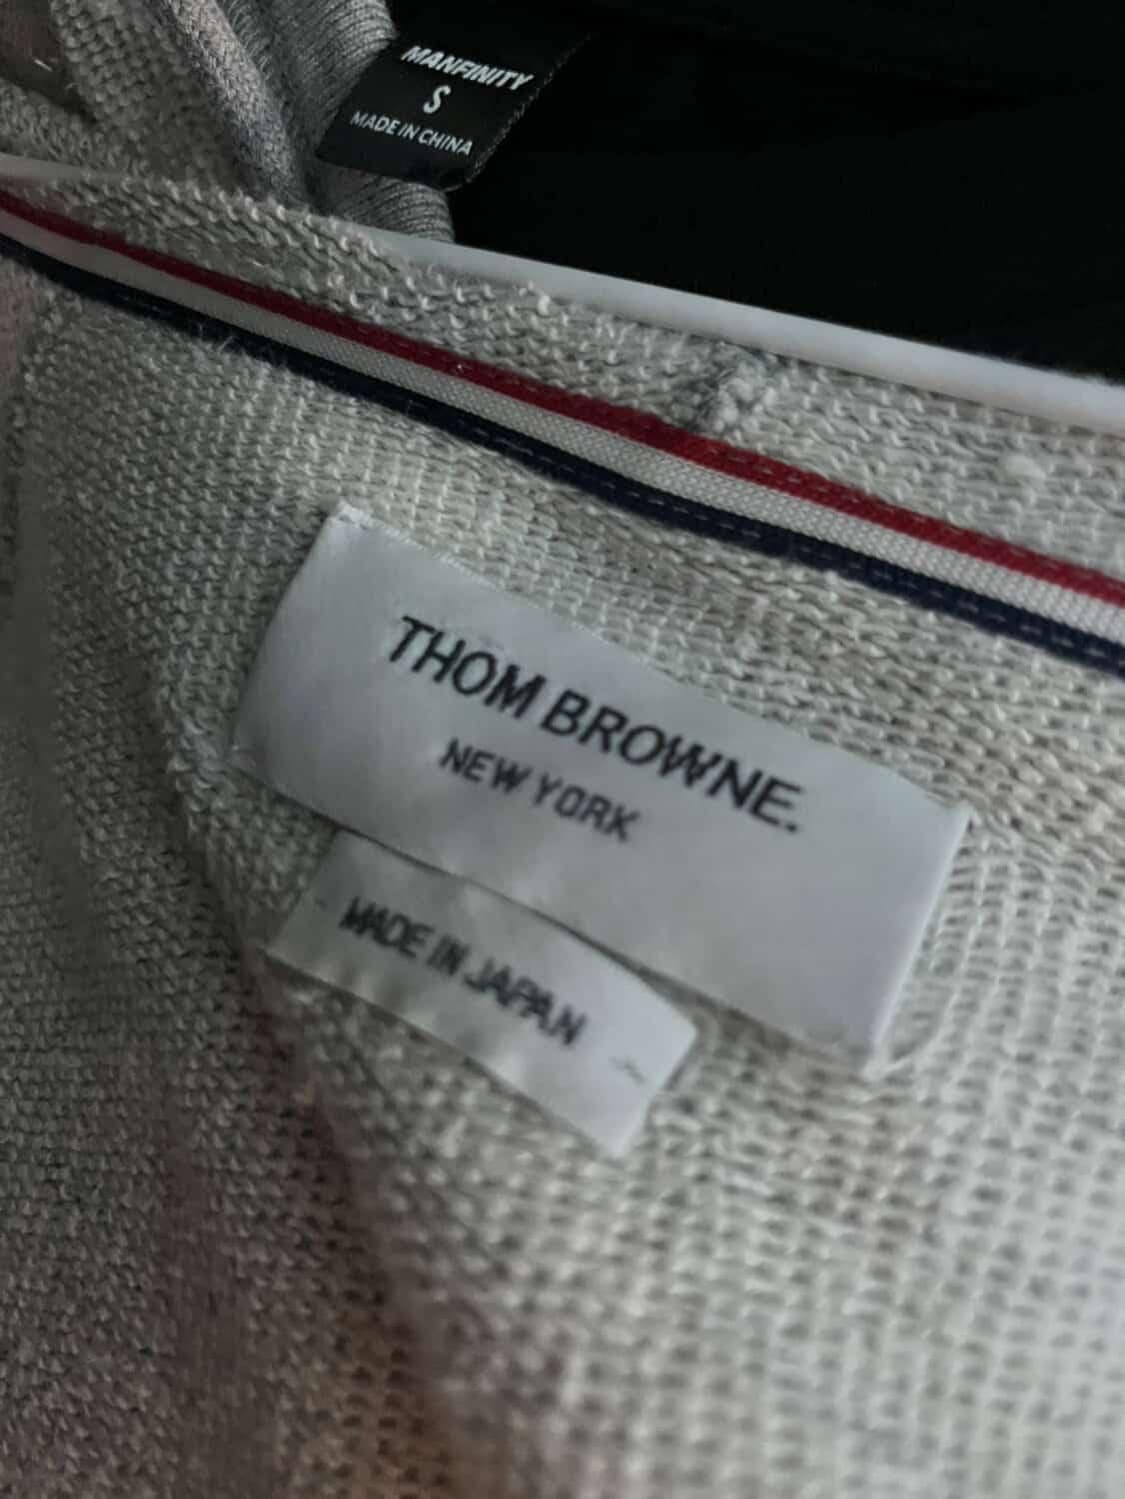 MANFINITY
S
MADE IN CHINA
THOM BROWNE.
NEW YORK
MADE IN JAPAN